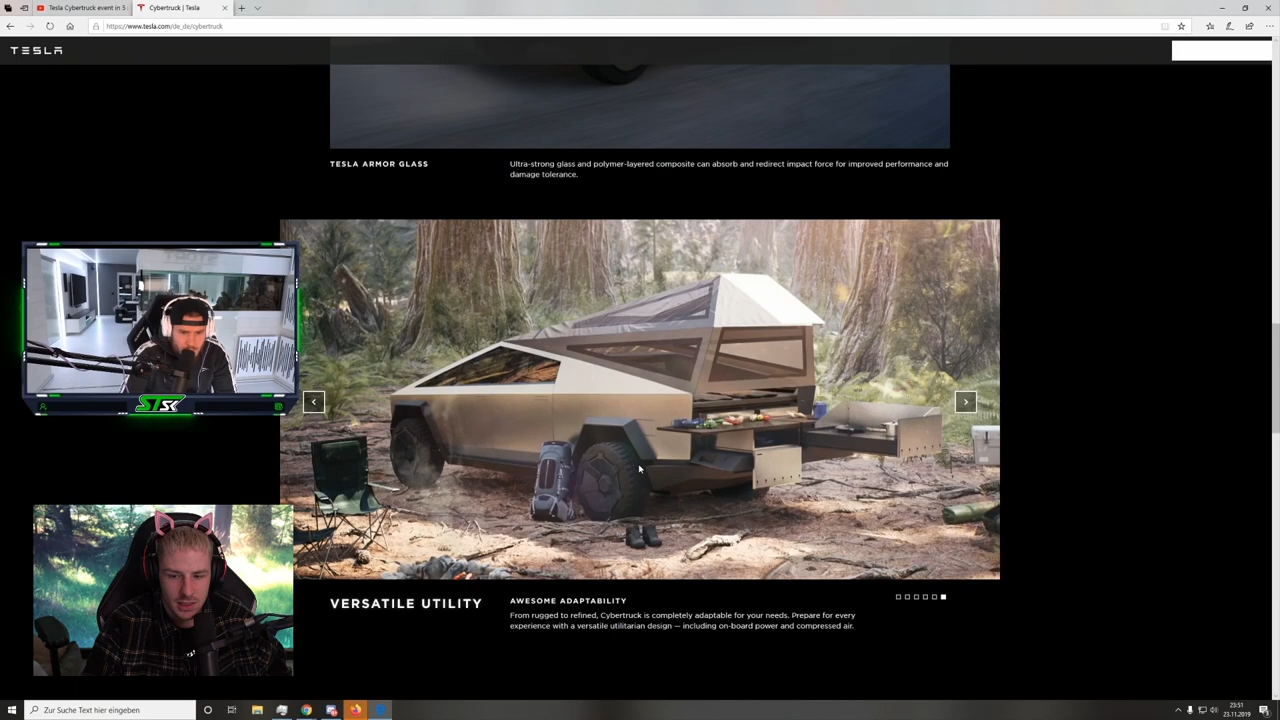 Tesla Cybertruck event in 5
Cybertruck | Tesla
https://www.tesla.com/de_de/cybertruck
TESLA
TESLA ARMOR GLASS
Ultra-strong glass and polymer-layered composite can absorb and redirect impact force for improved performance and
damage tolerance.
STSK
VERSATILE UTILITY
AWESOME ADAPTABILITY
From rugged to refined, Cybertruck is completely adaptable for your needs. Prepare for every
experience with a versatile utilitarian design — including on-board power and compressed air.
Zur Suche Text hier eingeben
23:51
23.11.2019